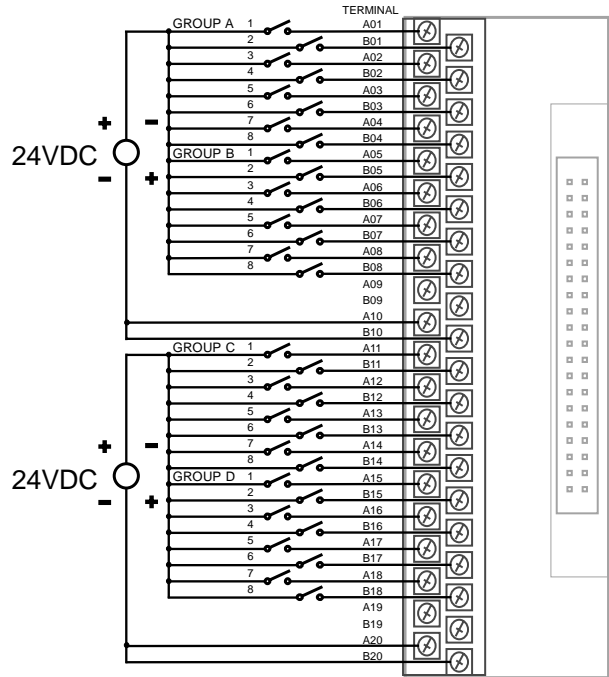 TERMINAL
GROUP A 1 A01
2 B01
3 A02
4 B02
5 A03
6 B03
7 A04
8 B04
GROUP B 1 A05
2 B05
3 A06
4 B06
5 A07
6 B07
7 A08
8 B08
A09
B09
A10
B10
+ -
24VDC
- +
GROUP C 1 A11
2 B11
3 A12
4 B12
5 A13
6 B13
7 A14
8 B14
GROUP D 1 A15
2 B15
3 A16
4 B16
5 A17
6 B17
7 A18
8 B18
A19
B19
A20
B20
+ -
24VDC
- +